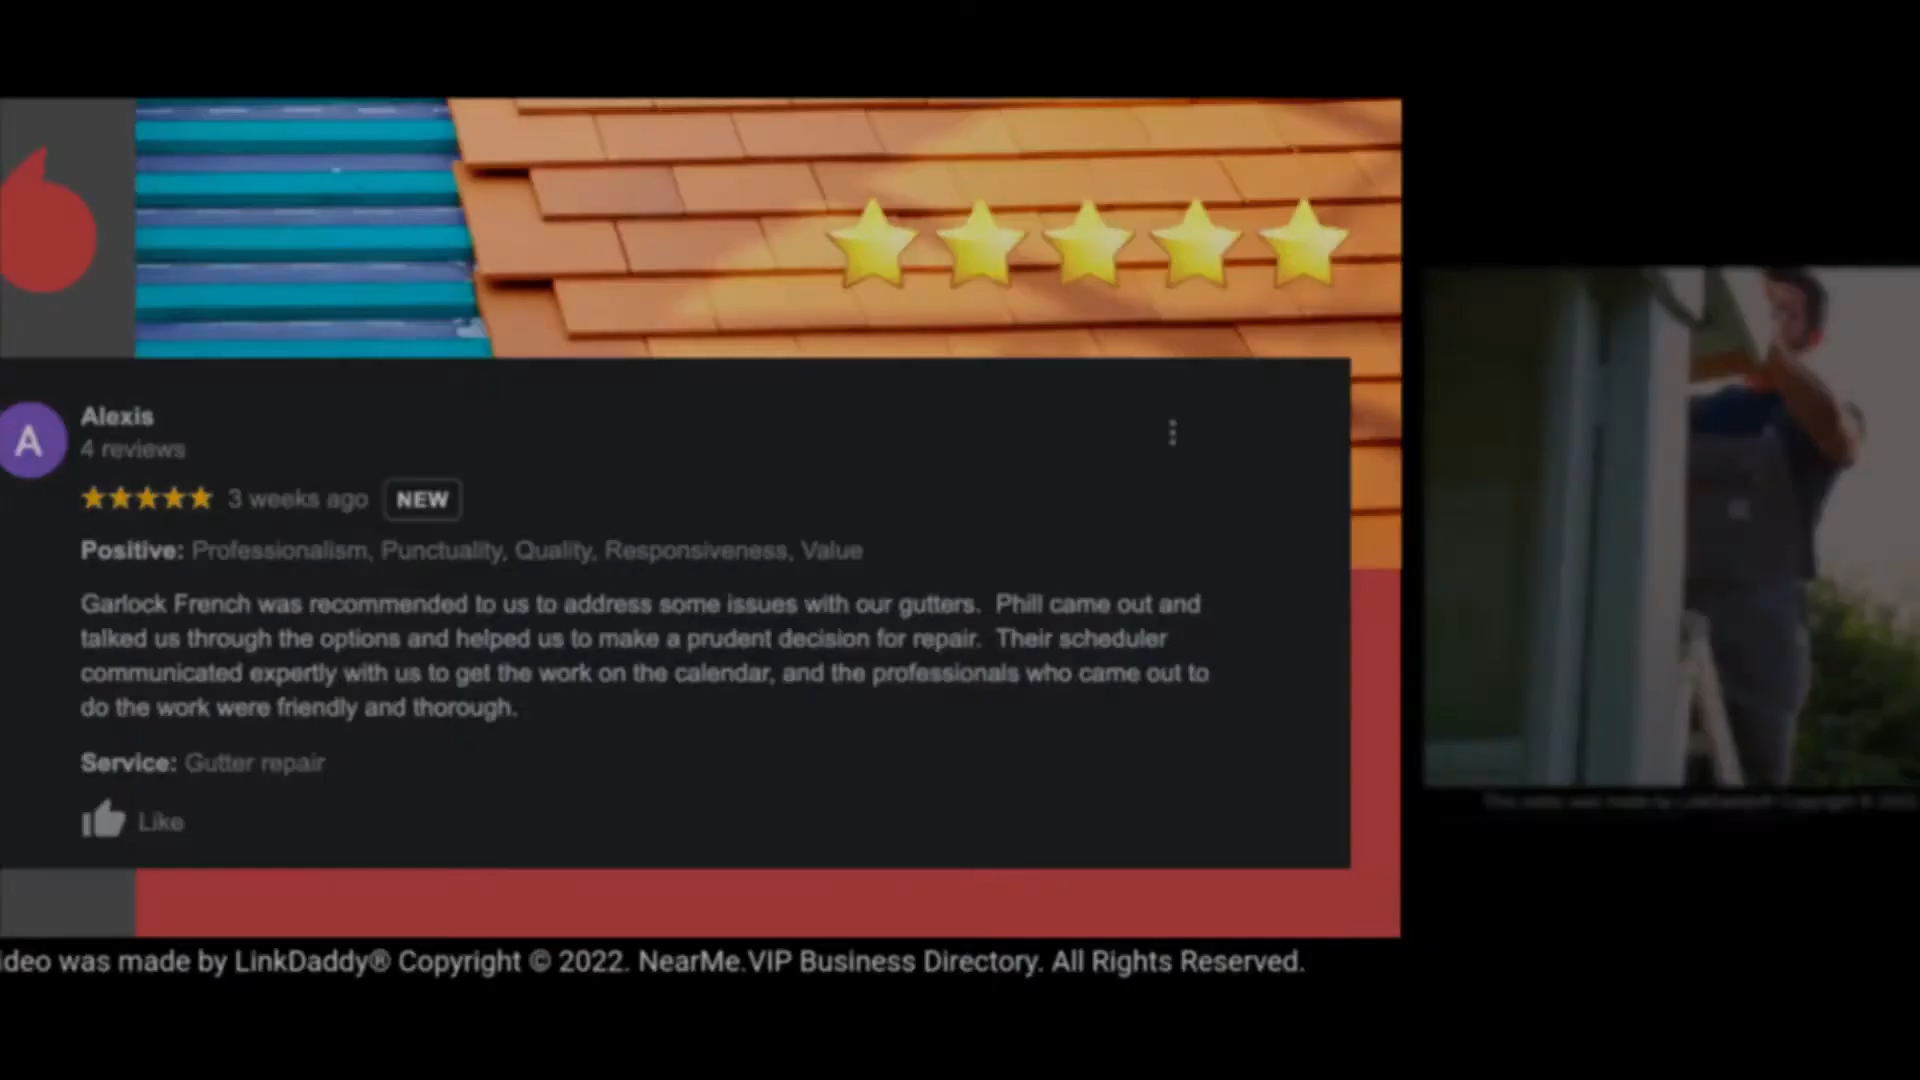 A
Alexis
4 reviews
3 weeks ago NEW
Positive: Professionalism, Punctuality, Quality, Responsiveness, Value
Garlock French was recommended to us to address some issues with our gutters. Phill came out and
talked us through the options and helped us to make a prudent decision for repair. Their scheduler
communicated expertly with us to get the work on the calendar, and the professionals who came out to
do the work were friendly and thorough.
Service: Gutter repair
Like
ideo was made by LinkDaddy® Copyright © 2022. NearMe.VIP Business Directory. All Rights Reserved.